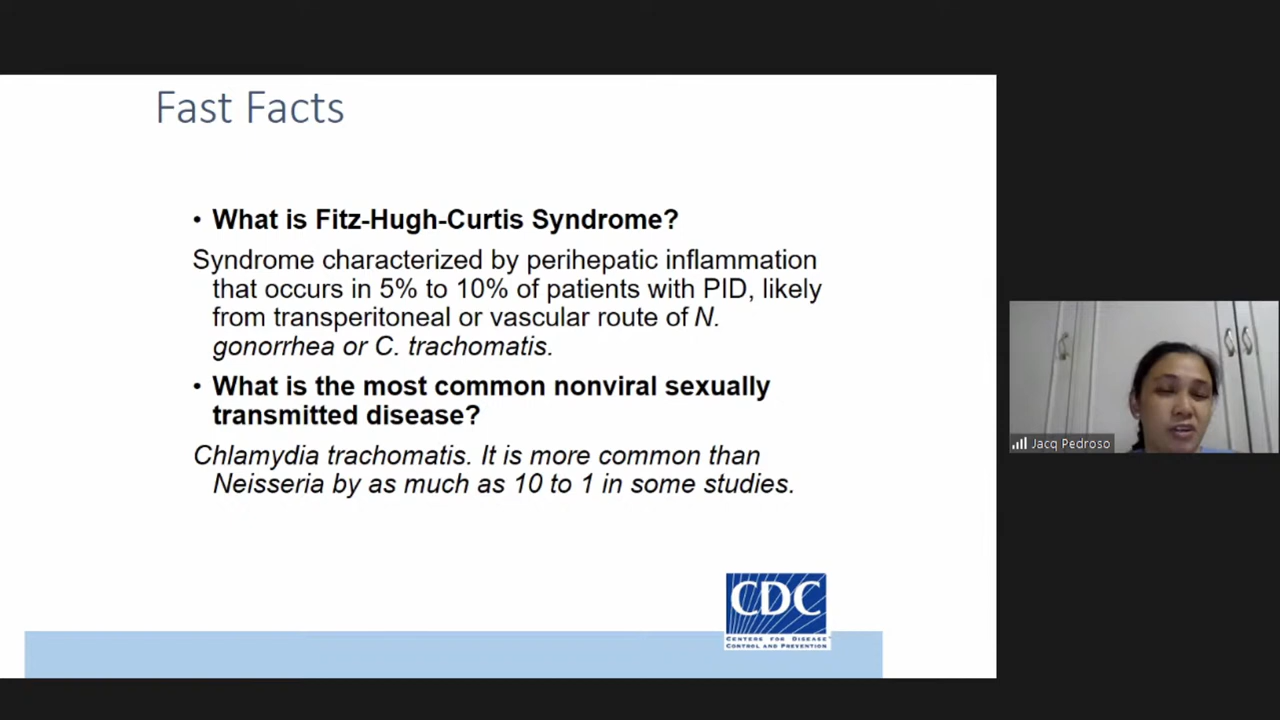 Fast Facts
• What is Fitz-Hugh-Curtis Syndrome?
Syndrome characterized by perihepatic inflammation
that occurs in 5% to 10% of patients with PID, likely
from transperitoneal or vascular route of N.
gonorrhea or C. trachomatis.
• What is the most common nonviral sexually
transmitted disease?
Chlamydia trachomatis. It is more common than
Neisseria by as much as 10 to 1 in some studies.
CDC
CENTERS FOR DISEASE
CONTROL AND PREVENTION
Jacq Pedroso